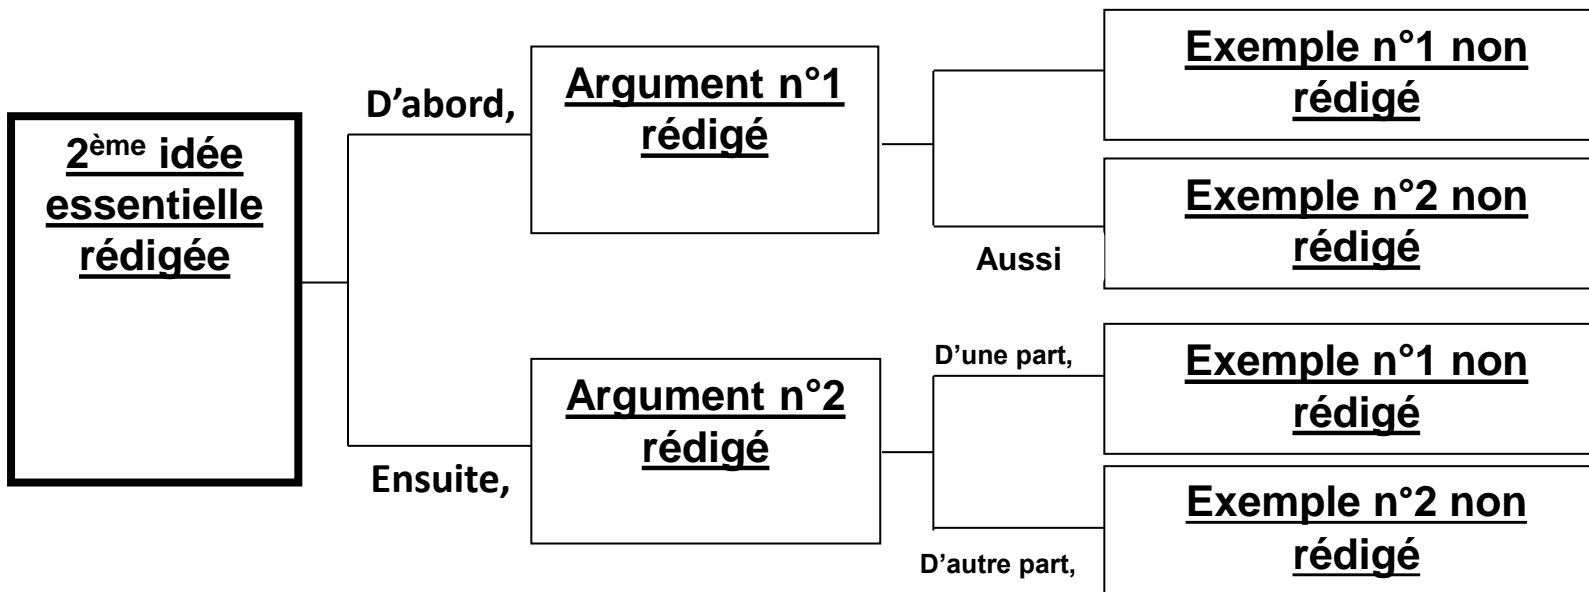 2ème idée
essentielle
rédigée
D'abord,
Argument n°1
rédigé
Exemple n°1 non
rédigé
Aussi
Exemple n°2 non
rédigé
Ensuite,
Argument n°2
rédigé
D'une part,
Exemple n°1 non
rédigé
D'autre part,
Exemple n°2 non
rédigé